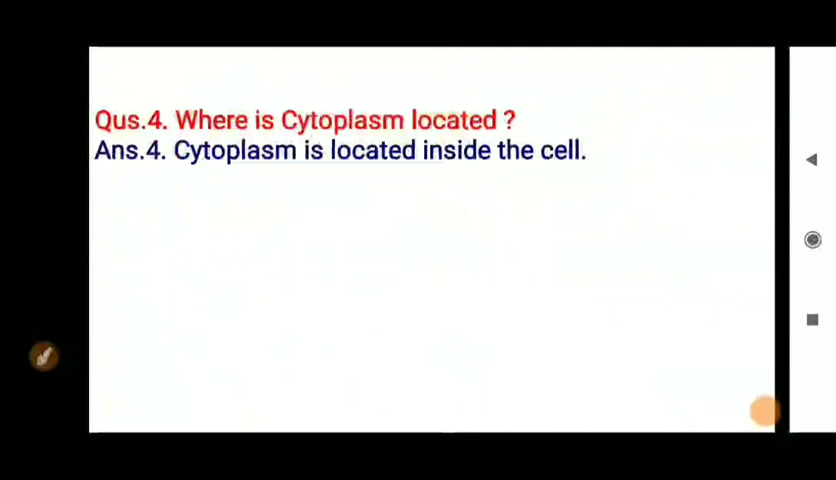 Qus.4. Where is Cytoplasm located ?
Ans.4. Cytoplasm is located inside the cell.